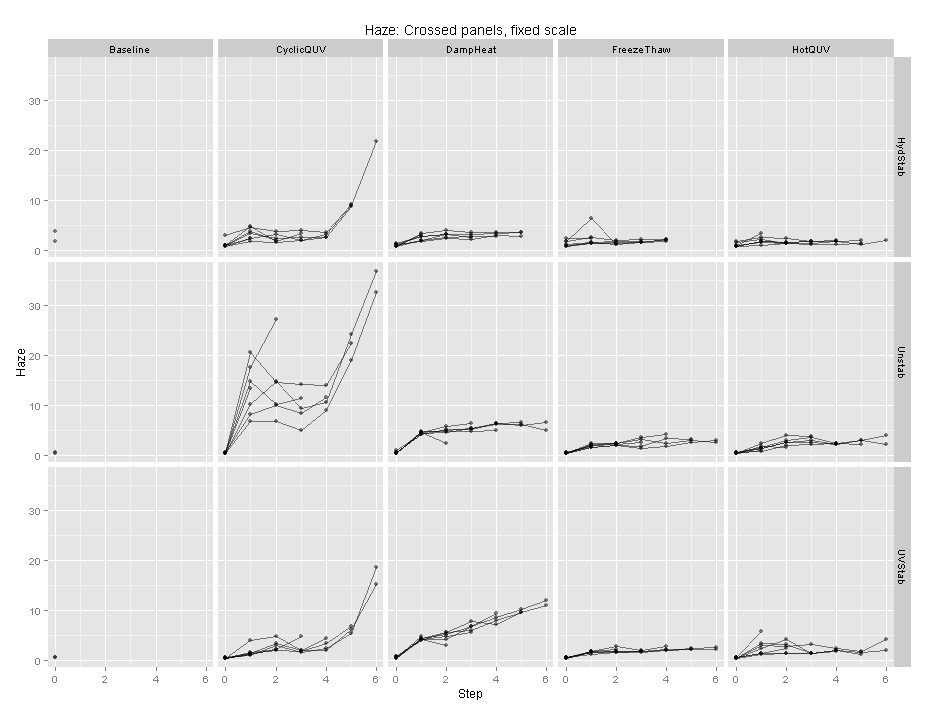 Haze: Crossed panels, fixed scale
Baseline CyclicQUV DampHeat FreezeThaw HotQUV
30
20
10
0
HydStab
30
20
10
0
Unstab
Haze
30
20
10
0
UVStab
0 2 4 6 0 2 4 6 0 2 4 6 0 2 4 6 0 2 4 6
Step